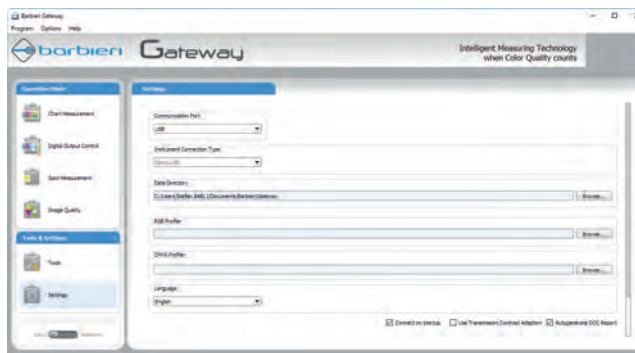 Barbieri Gateway
Program Options Help
barbieri Gateway
Intelligent Measuring Technology
when Color Quality counts
Operation Mode
Settings
Chart Measurement
Digital Output Control
Spot Measurement
Image Quality
Tools & Settings
Tools
Settings
Communication Port:
USB
Instrument Connection Type:
Data Directory
Browse...
RGB Profiler
Browse...
CMYK Profiler
Browse...
Language:
English
Connect on startup Use Transmission Contrast Adaption Autogenerate DOC Report